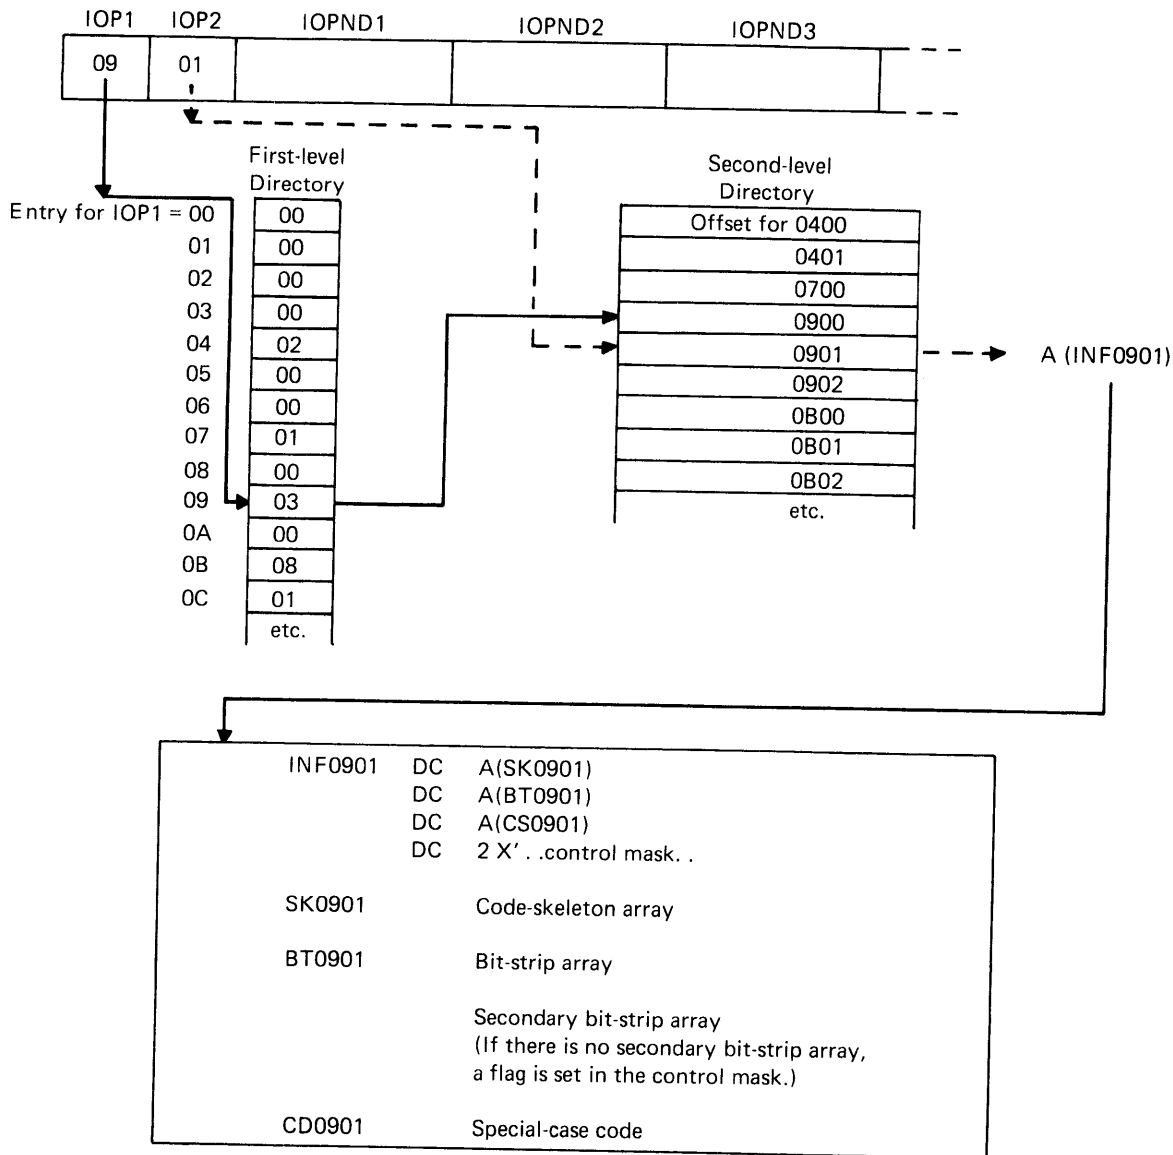 IOP1 IOP2 IOPND1 IOPND2 IOPND3
09 01
First-level
Directory
Second-level
Directory
Entry for IOP1 = 00 00
01 00
02 00
03 00
04 02
05 00
06 00
07 01
08 00
09 03
0A 00
0B 08
0C 01
etc.
Offset for 0400
0401
0700
0900
0901
0902
0B00
0B01
0B02
etc.
A (INF0901)
INF0901 DC A(SK0901)
DC A(BT0901)
DC A(CS0901)
DC 2 X' . .control mask. .
SK0901 Code-skeleton array
BT0901 Bit-strip array
Secondary bit-strip array
(If there is no secondary bit-strip array,
a flag is set in the control mask.)
CD0901 Special-case code